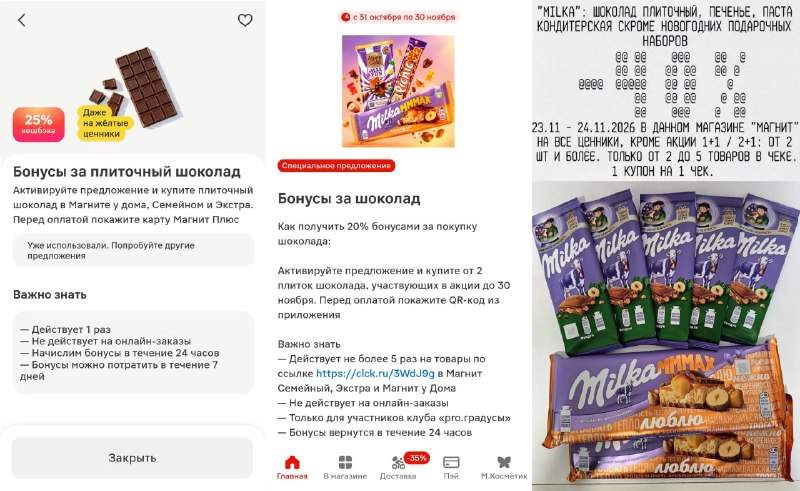 25%
кешбэка
Даже
на жёлтые
ценники
Бонусы за плиточный шоколад
Активируйте предложение и купите плиточный
шоколад в Магните у дома, Семейном и Экстра.
Перед оплатой покажите карту Магнит Плюс
Уже использовали. Попробуйте другие
предложения
Важно знать
— Действует 1 раз
— Не действует на онлайн-заказы
— Начислим бонусы в течение 24 часов
— Бонусы можно потратить в течение 7
дней
Закрыть
с 31 октября по 30 ноября
Picnic
Milka MMMAX
Специальное предложение
Бонусы за шоколад
Как получить 20% бонусами за покупку
шоколада:
Активируйте предложение и купите от 2
плиток шоколада, участвующих в акции до 30
ноября. Перед оплатой покажите QR-код из
приложения
Важно знать
— Действует не более 5 раз на товары по
ссылке https://clck.ru/3WdJ9g в Магнит
Семейный, Экстра и Магнит у Дома
— Не действует на онлайн-заказы
— Только для участников клуба «pro.градусы»
— Бонусы вернутся в течение 24 часов
-35%
Главная
В магазине
Доставка
Пэй
М.Косметик
"MILKA": ШОКОЛАД ПЛИТОЧНЫЙ, ПЕЧЕНЬЕ, ПАСТА
КОНДИТЕРСКАЯ СКРОМЕ НОВОГОДНИХ ПОДАРОЧНЫХ
НАБОРОВ
40%
23.11 - 24.11.2026 В ДАННОМ МАГАЗИНЕ "МАГНИТ"
НА ВСЕ ЦЕННИКИ, КРОМЕ АКЦИИ 1+1 / 2+1: ОТ 2
ШТ И БОЛЕЕ. ТОЛЬКО ОТ 2 ДО 5 ТОВАРОВ В ЧЕКЕ.
1 КУПОН НА 1 ЧЕК.
Milka
Milka
Milka
Milka
Milka
Milka MMMAX
люблю
люблю